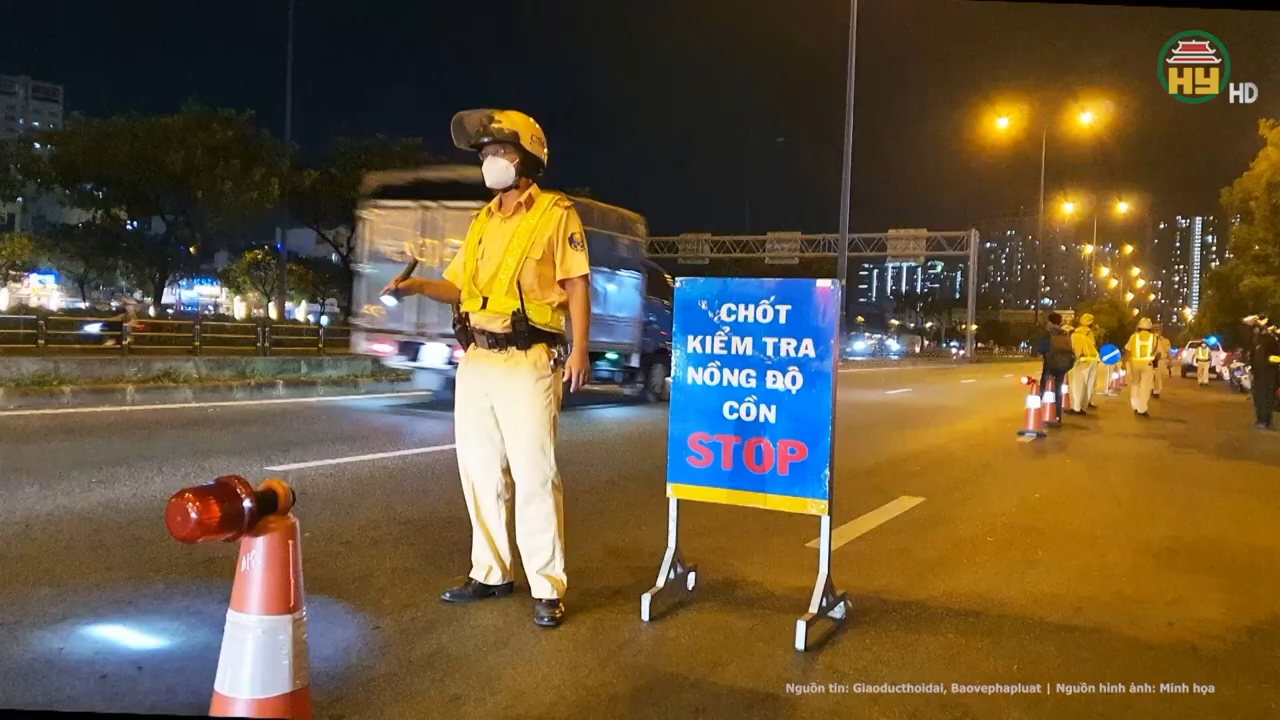 HY HD
CHỐT
KIỂM TRA
NỒNG ĐỘ
CỒN
STOP
Nguồn tin: Giaoducthoidai, Baovephapluat | Nguồn hình ảnh: Minh họa